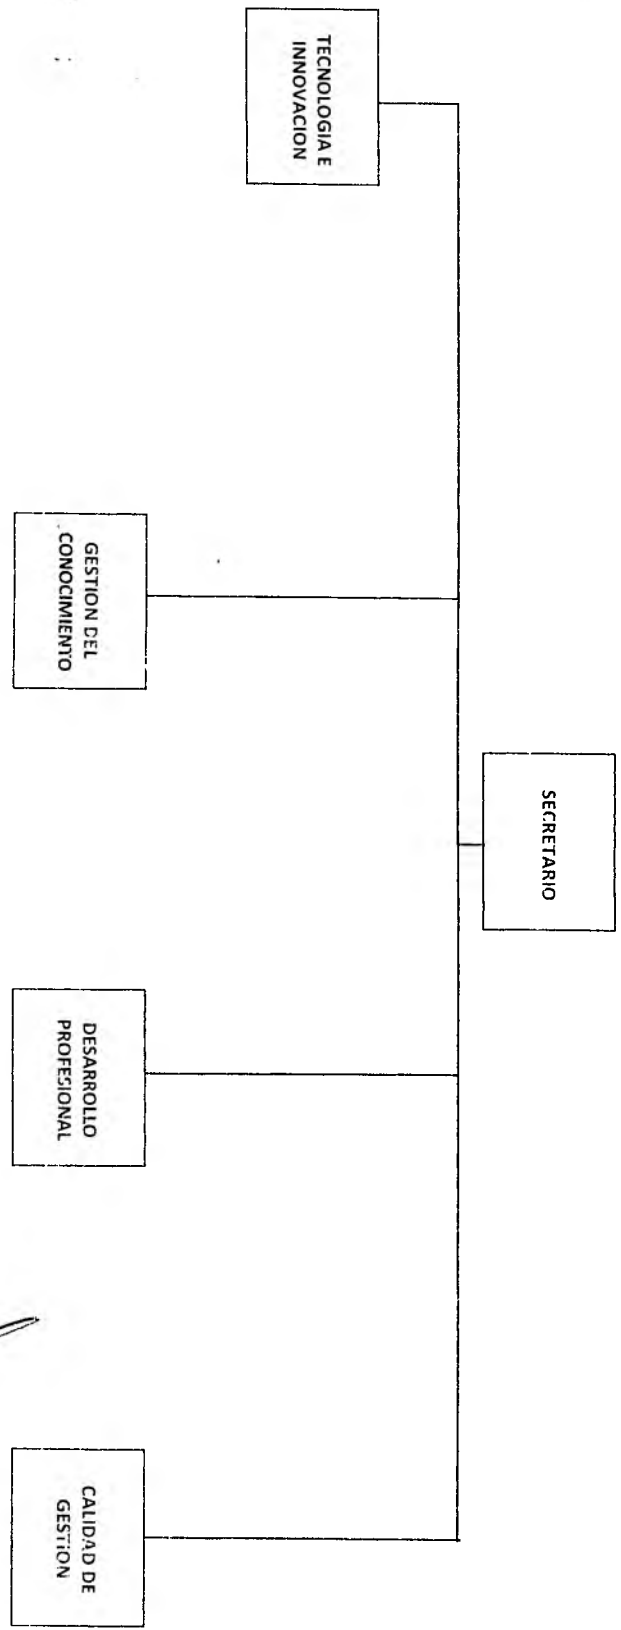 SECRETARIO
TECNOLOGIA E
INNOVACION
GESTION DEL
CONOCIMIENTO
DESARROLLO
PROFESIONAL
CALIDAD DE
GESTION